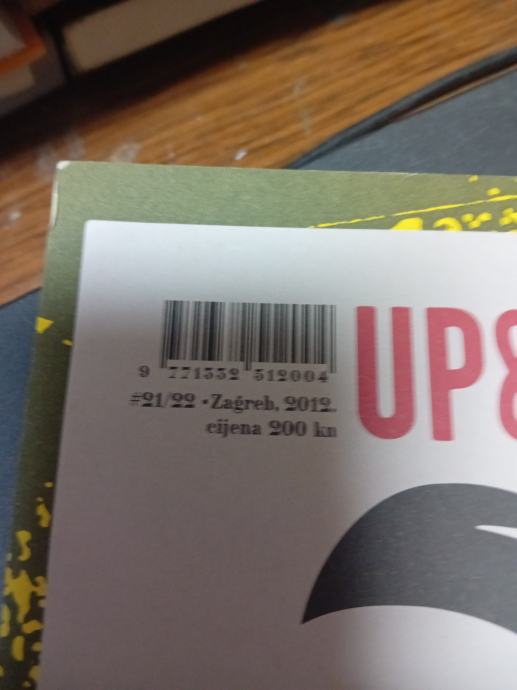 9 771332 512004
#21/22 • Zagreb, 2012.
cijena 200 kn
UP&